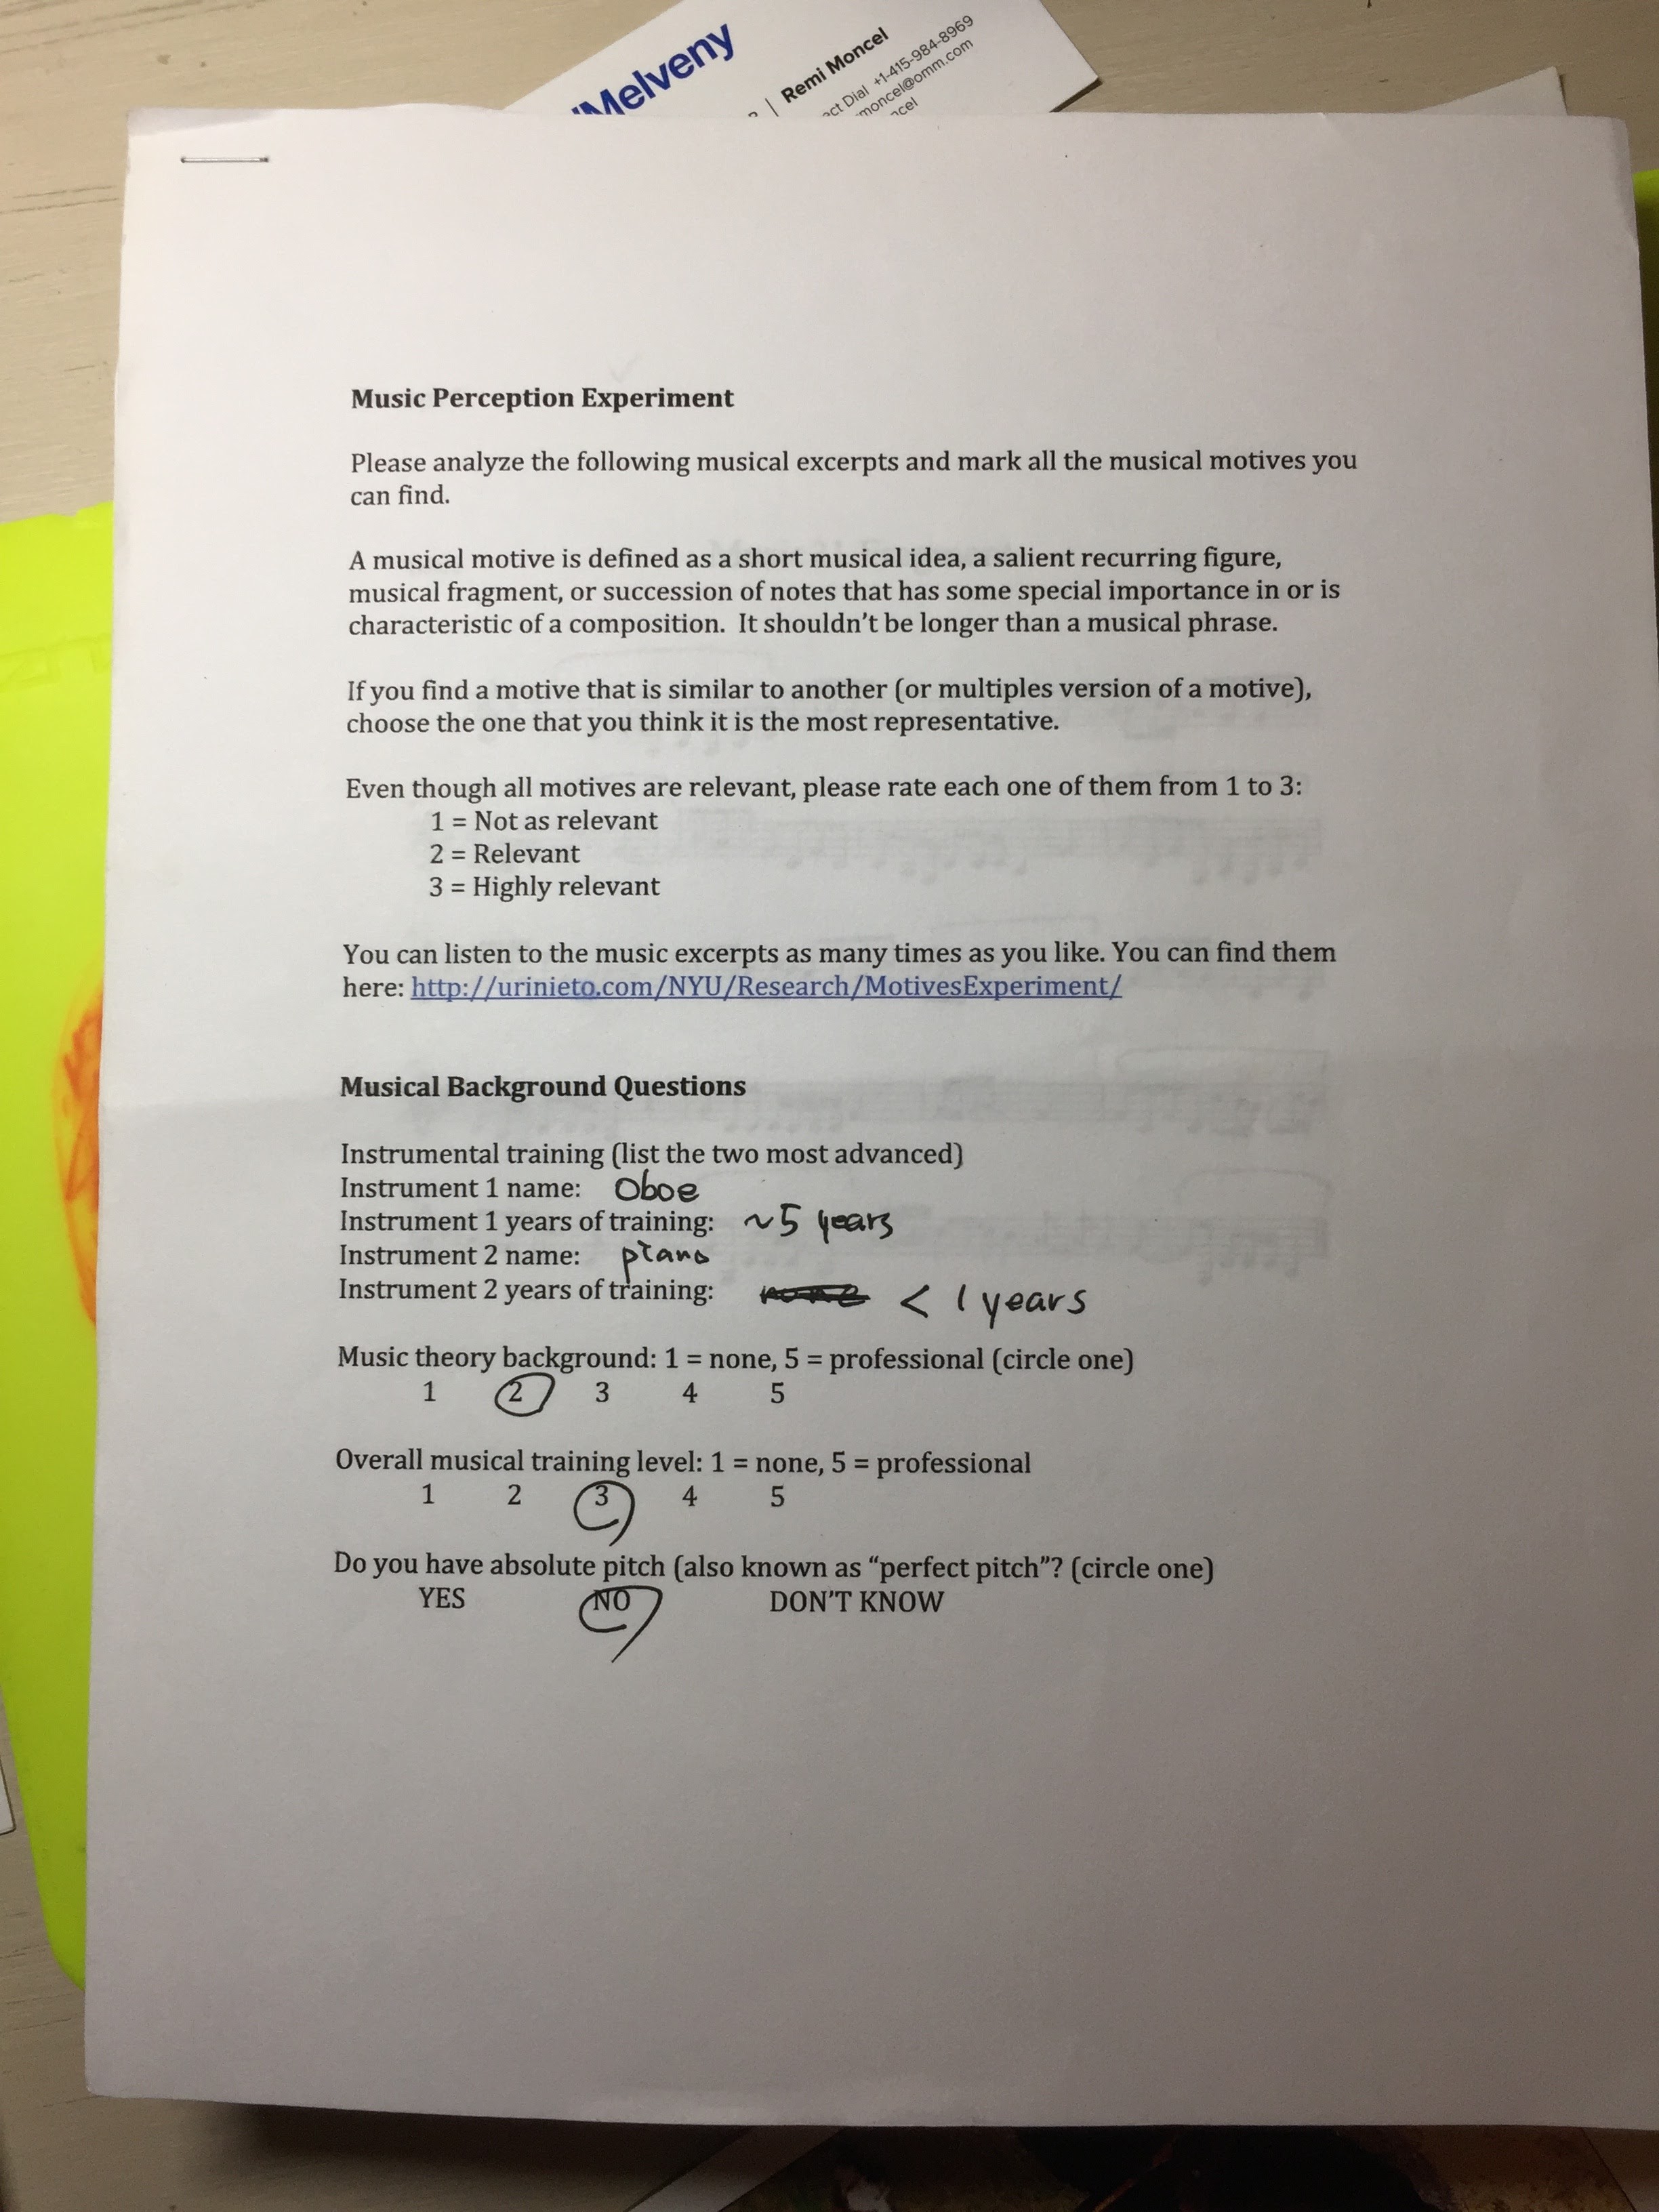 'Melveny
| Remi Moncel
ect Dial +1-415-984-8969
moncel@omm.com
ncel
Music Perception Experiment
Please analyze the following musical excerpts and mark all the musical motives you
can find.
A musical motive is defined as a short musical idea, a salient recurring figure,
musical fragment, or succession of notes that has some special importance in or is
characteristic of a composition.  It shouldn't be longer than a musical phrase.
If you find a motive that is similar to another (or multiples version of a motive),
choose the one that you think it is the most representative.
Even though all motives are relevant, please rate each one of them from 1 to 3:
1 = Not as relevant
2 = Relevant
3 = Highly relevant
You can listen to the music excerpts as many times as you like. You can find them
here: http://urinieto.com/NYU/Research/MotivesExperiment/
Musical Background Questions
Instrumental training (list the two most advanced)
Instrument 1 name: Oboe
Instrument 1 years of training: ~5 years
Instrument 2 name: piano
Instrument 2 years of training: none < 1 years
Music theory background: 1 = none, 5 = professional (circle one)
1 2 3 4 5
Overall musical training level: 1 = none, 5 = professional
1 2 3 4 5
Do you have absolute pitch (also known as “perfect pitch”? (circle one)
YES NO DON'T KNOW